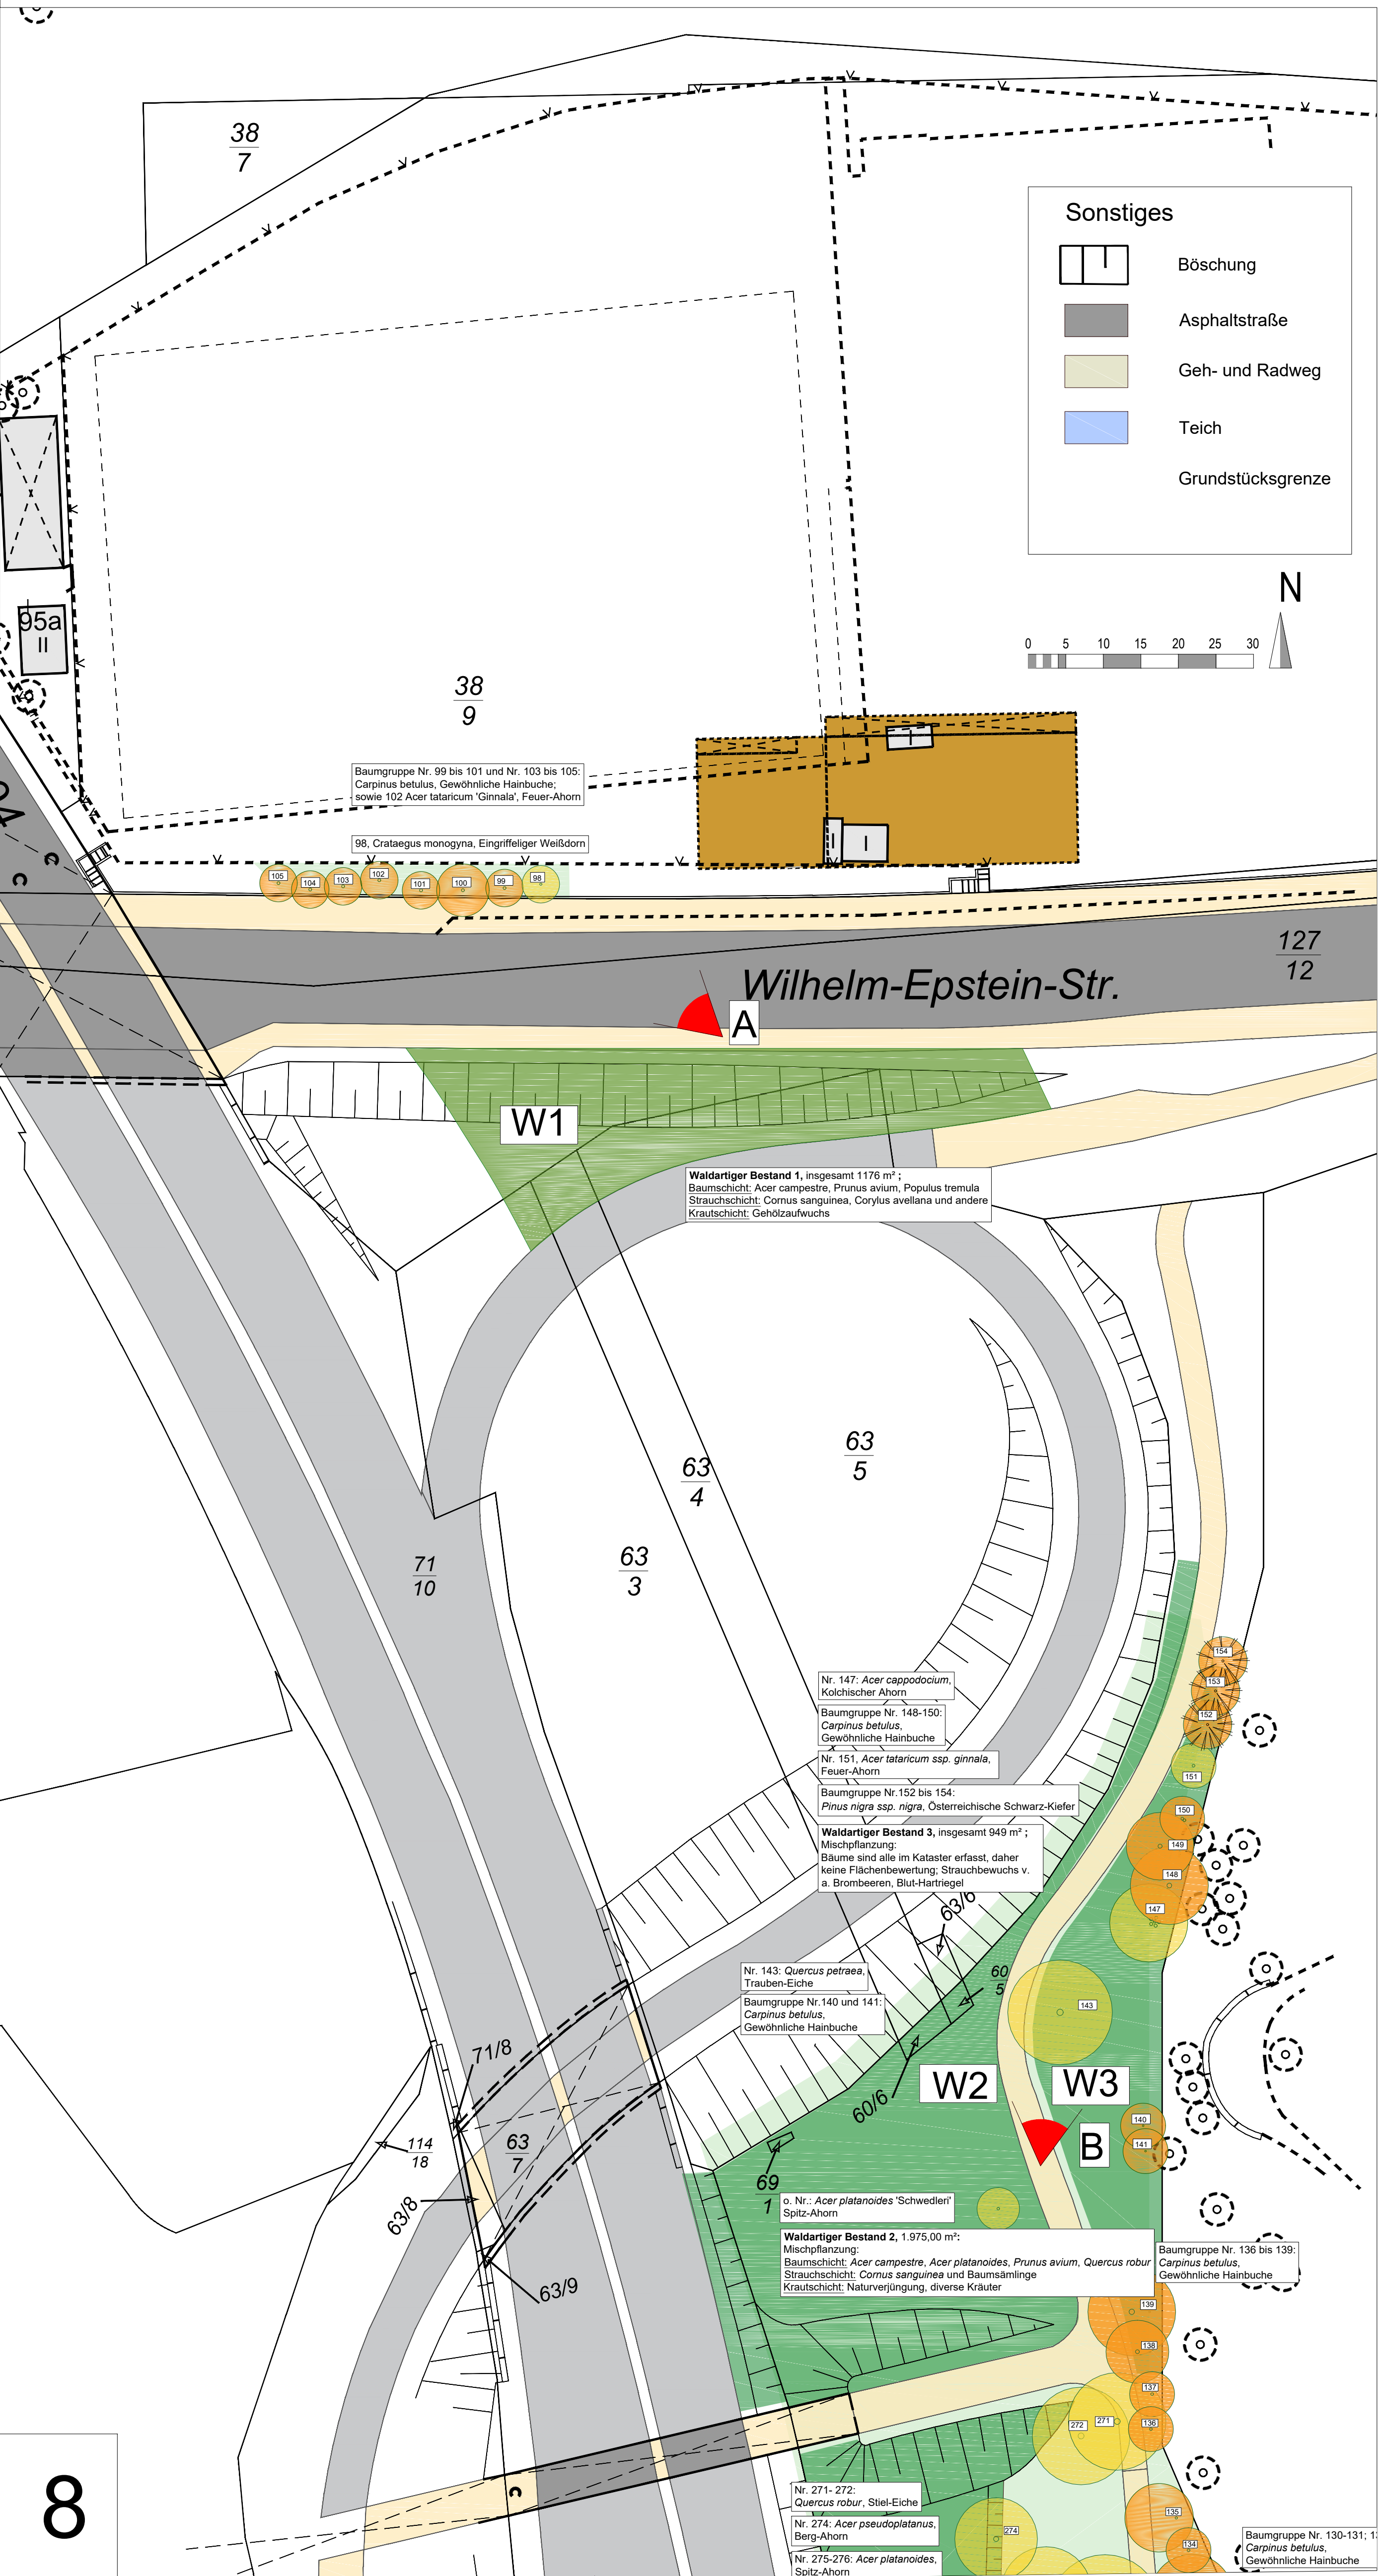 38
7
Sonstiges
Böschung
Asphaltstraße
Geh- und Radweg
Teich
Grundstücksgrenze
N
0 5 10 15 20 25 30
95a
II
38
9
I
Baumgruppe Nr. 99 bis 101 und Nr. 103 bis 105:
Carpinus betulus, Gewöhnliche Hainbuche;
sowie 102 Acer tataricum 'Ginnala', Feuer-Ahorn
98, Crataegus monogyna, Eingriffeliger Weißdorn
I
I
105
104
103
102
101
100
99
98
127
12
Wilhelm-Epstein-Str.
A
W1
Waldartiger Bestand 1, insgesamt 1176 m² ;
Baumschicht: Acer campestre, Prunus avium, Populus tremula
Strauchschicht: Cornus sanguinea, Corylus avellana und andere
Krautschicht: Gehölzaufwuchs
63
5
63
4
63
3
71
10
154
153
152
151
150
149
148
147
Nr. 147: Acer cappodocium,
Kolchischer Ahorn
Baumgruppe Nr. 148-150:
Carpinus betulus,
Gewöhnliche Hainbuche
Nr. 151, Acer tataricum ssp. ginnala,
Feuer-Ahorn
Baumgruppe Nr.152 bis 154:
Pinus nigra ssp. nigra, Österreichische Schwarz-Kiefer
Waldartiger Bestand 3, insgesamt 949 m² ;
Mischpflanzung:
Bäume sind alle im Kataster erfasst, daher
keine Flächenbewertung; Strauchbewuchs v.
a. Brombeeren, Blut-Hartriegel
63/6
Nr. 143: Quercus petraea,
Trauben-Eiche
Baumgruppe Nr.140 und 141:
Carpinus betulus,
Gewöhnliche Hainbuche
60
5
143
71/8
60/6
W2
W3
140
141
B
114
18
63
7
63/8
69
1
63/9
o. Nr.: Acer platanoides 'Schwedleri'
Spitz-Ahorn
Waldartiger Bestand 2, 1.975,00 m²:
Mischpflanzung:
Baumschicht: Acer campestre, Acer platanoides, Prunus avium, Quercus robur
Strauchschicht: Cornus sanguinea und Baumsämlinge
Krautschicht: Naturverjüngung, diverse Kräuter
Baumgruppe Nr. 136 bis 139:
Carpinus betulus,
Gewöhnliche Hainbuche
139
138
137
136
272
271
8
Nr. 271- 272:
Quercus robur, Stiel-Eiche
Nr. 274: Acer pseudoplatanus,
Berg-Ahorn
Nr. 275-276: Acer platanoides,
Spitz-Ahorn
274
135
134
Baumgruppe Nr. 130-131;
Carpinus betulus,
Gewöhnliche Hainbuche